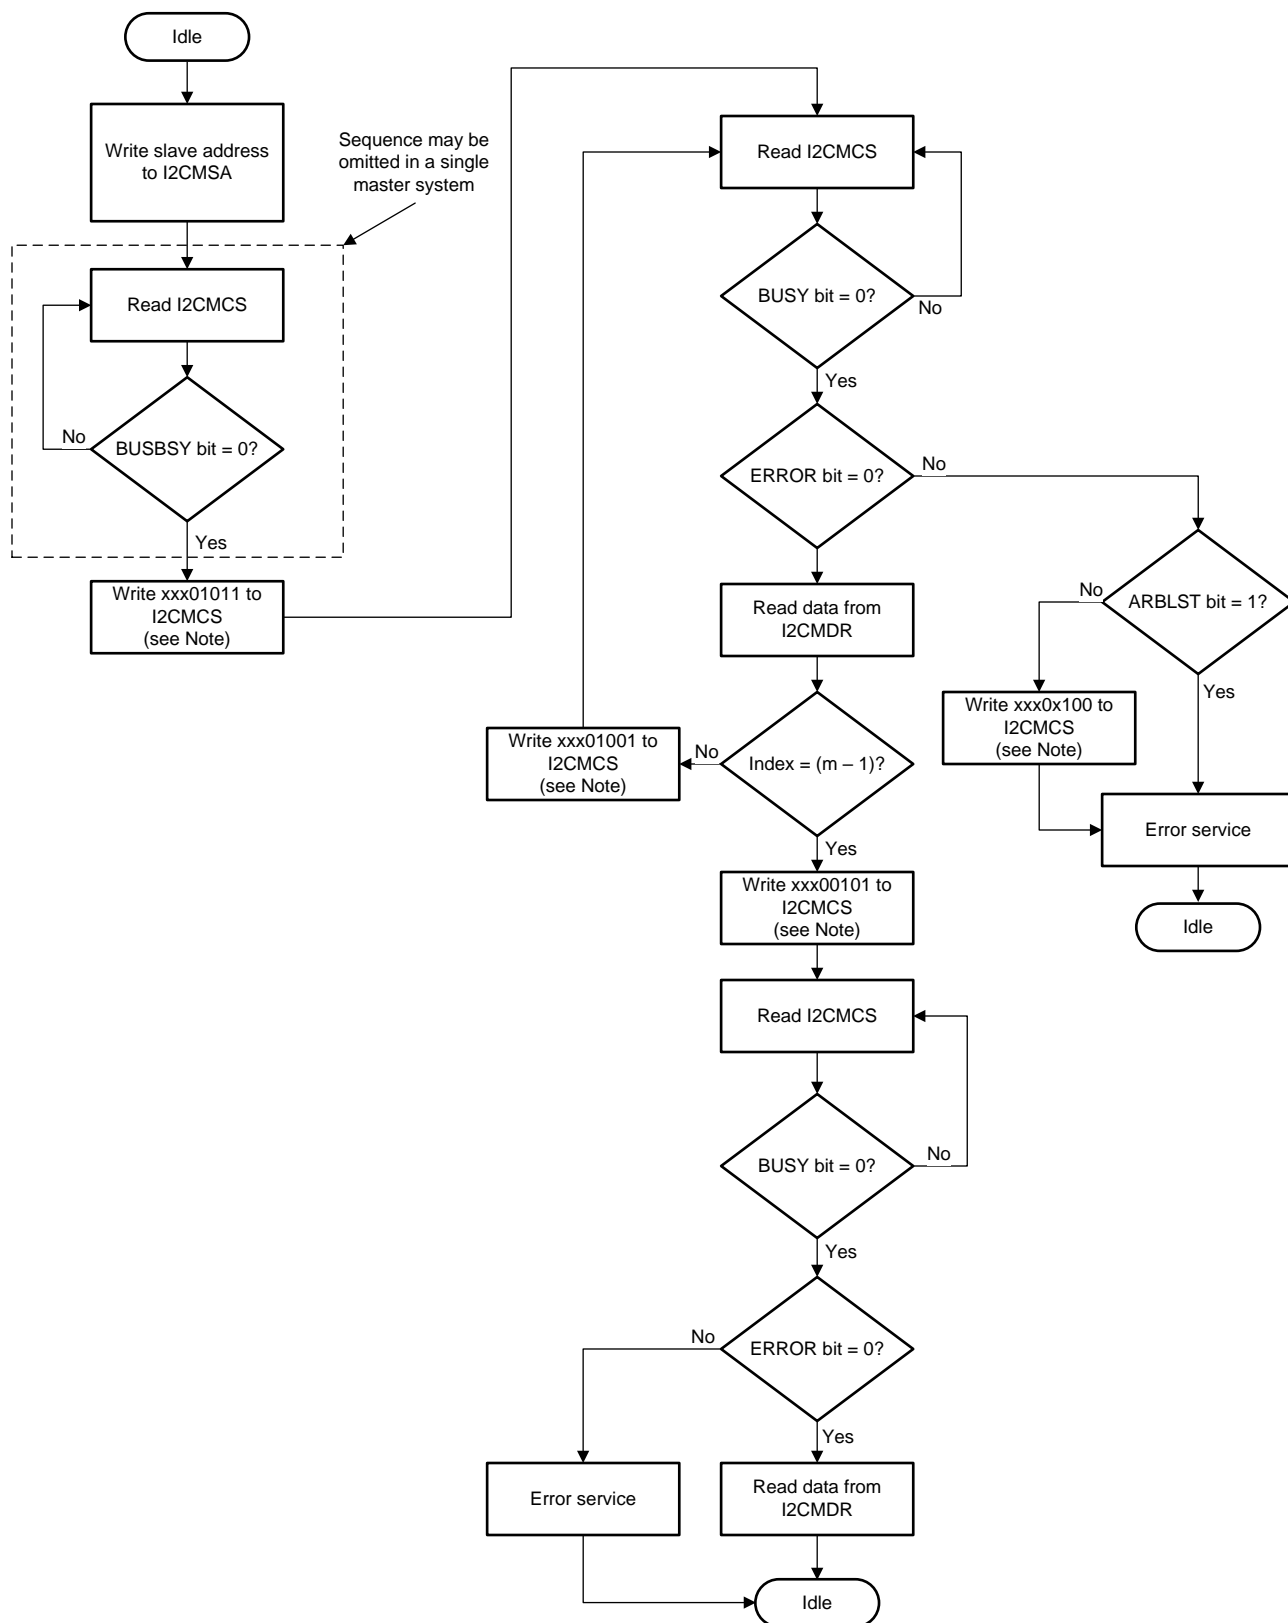 Idle
Write slave address
to I2CMSA
Sequence may be
omitted in a single
master system
Read I2CMCS
BUSBSY bit = 0?
No
Yes
Write xxx01011 to
I2CMCS
(see Note)
Read I2CMCS
BUSY bit = 0?
No
Yes
ERROR bit = 0?
No
Read data from
I2CMDR
ARBLST bit = 1?
No
Yes
Write xxx0x100 to
I2CMCS
(see Note)
Error service
Idle
Index = (m – 1)?
No
Write xxx01001 to
I2CMCS
(see Note)
Yes
Write xxx00101 to
I2CMCS
(see Note)
Read I2CMCS
BUSY bit = 0?
No
Yes
ERROR bit = 0?
No
Yes
Error service
Read data from
I2CMDR
Idle